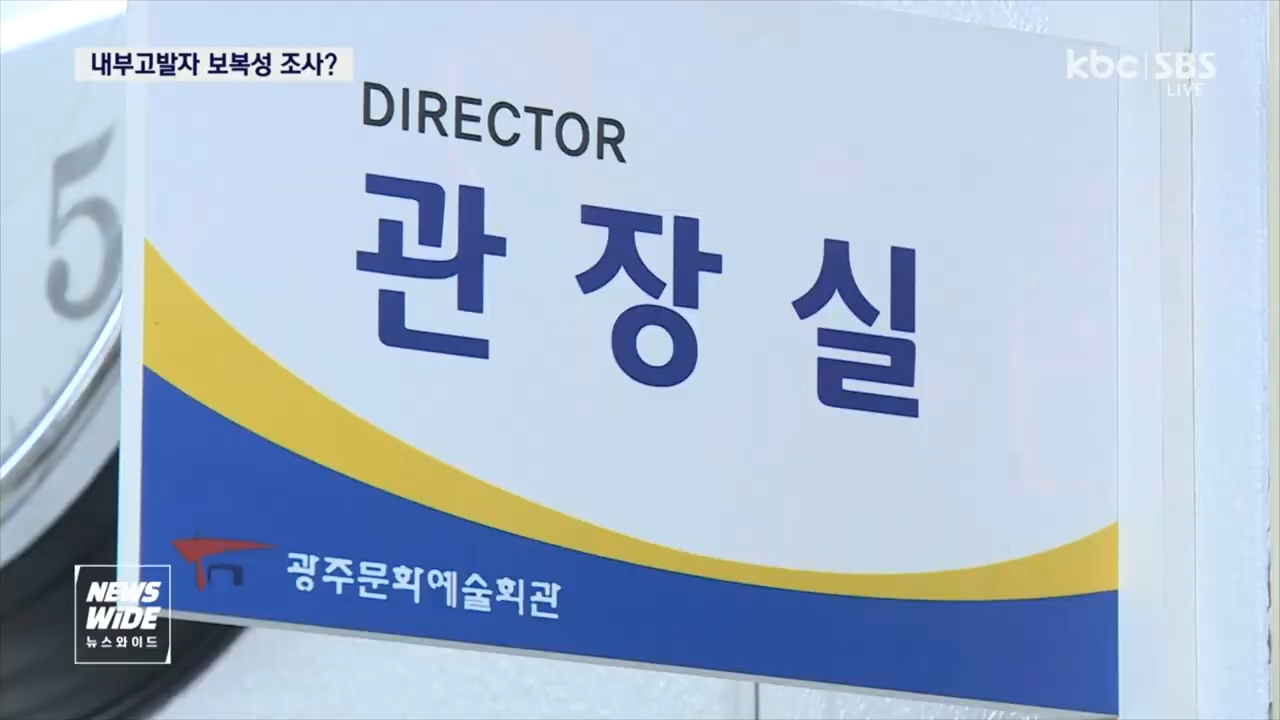 내부고발자 보복성 조사?
kbc SBS
LIVE
DIRECTOR
관장실
5
광주문화예술회관
NEWS
WIDE
뉴스와이드